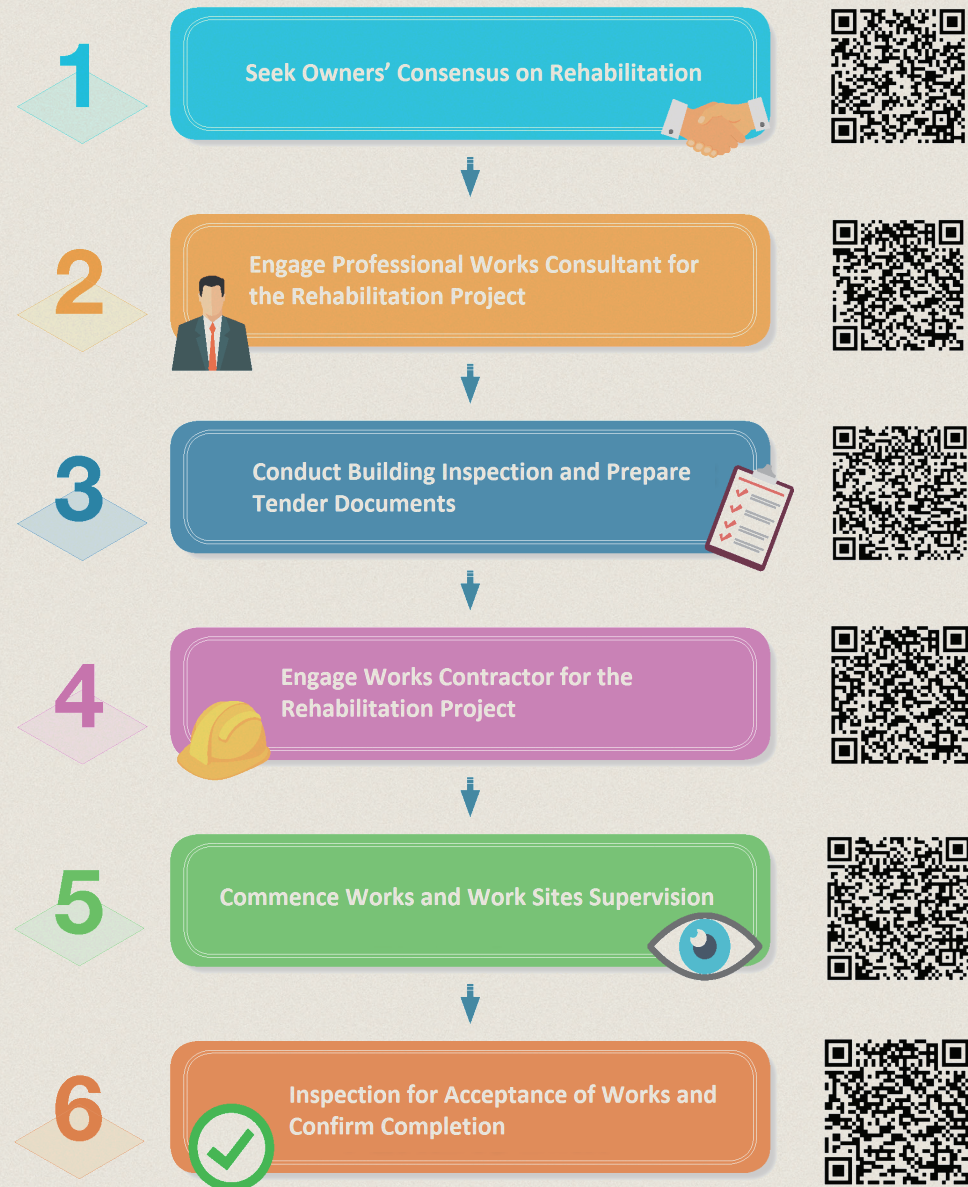 1
Seek Owners’ Consensus on Rehabilitation
2
Engage Professional Works Consultant for
the Rehabilitation Project
3
Conduct Building Inspection and Prepare
Tender Documents
4
Engage Works Contractor for the
Rehabilitation Project
5
Commence Works and Work Sites Supervision
6
Inspection for Acceptance of Works and
Confirm Completion